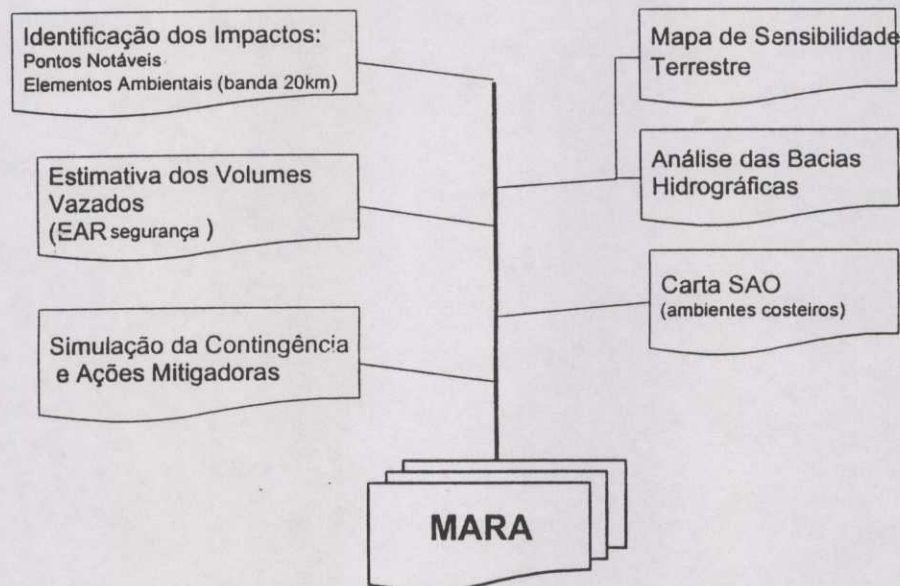 Identificação dos Impactos:
Pontos Notáveis
Elementos Ambientais (banda 20km)
Estimativa dos Volumes
Vazados
(EAR segurança )
Simulação da Contingência
e Ações Mitigadoras
Mapa de Sensibilidade
Terrestre
Análise das Bacias
Hidrográficas
Carta SAO
(ambientes costeiros)
MARA